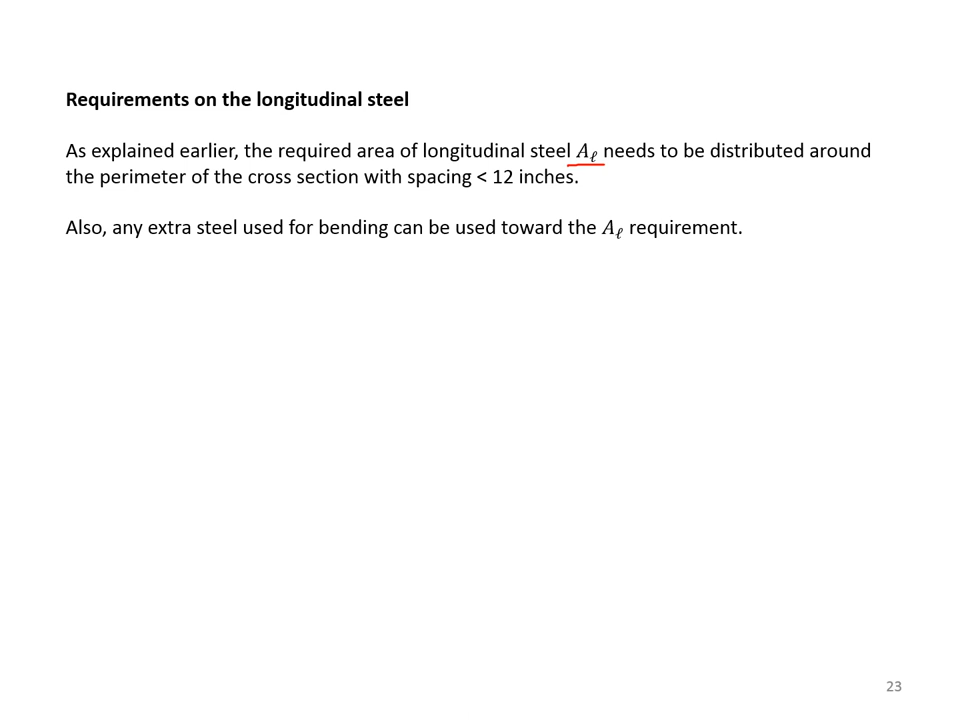 Requirements on the longitudinal steel
As explained earlier, the required area of longitudinal steel Aℓ needs to be distributed around
the perimeter of the cross section with spacing < 12 inches.
Also, any extra steel used for bending can be used toward the Aℓ requirement.
23